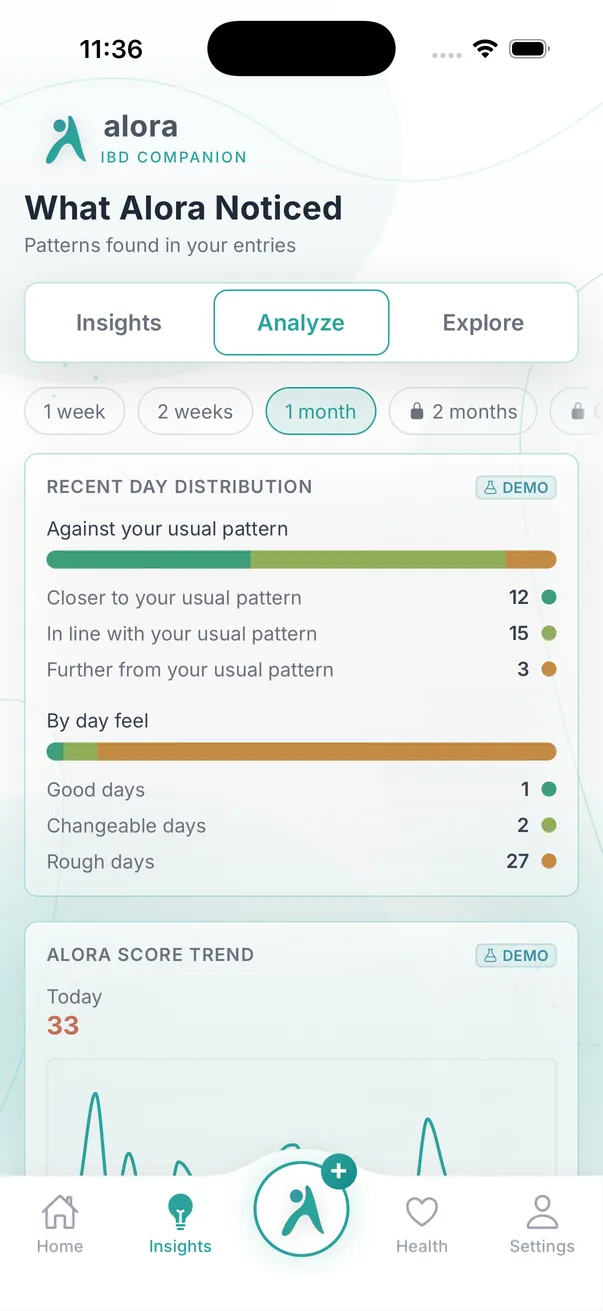 11:36
alora
IBD COMPANION
What Alora Noticed
Patterns found in your entries
Insights Analyze Explore
1 week 2 weeks 1 month 2 months
RECENT DAY DISTRIBUTION DEMO
Against your usual pattern
Closer to your usual pattern 12
In line with your usual pattern 15
Further from your usual pattern 3
By day feel
Good days 1
Changeable days 2
Rough days 27
ALORA SCORE TREND DEMO
Today
33
Home Insights + Health Settings